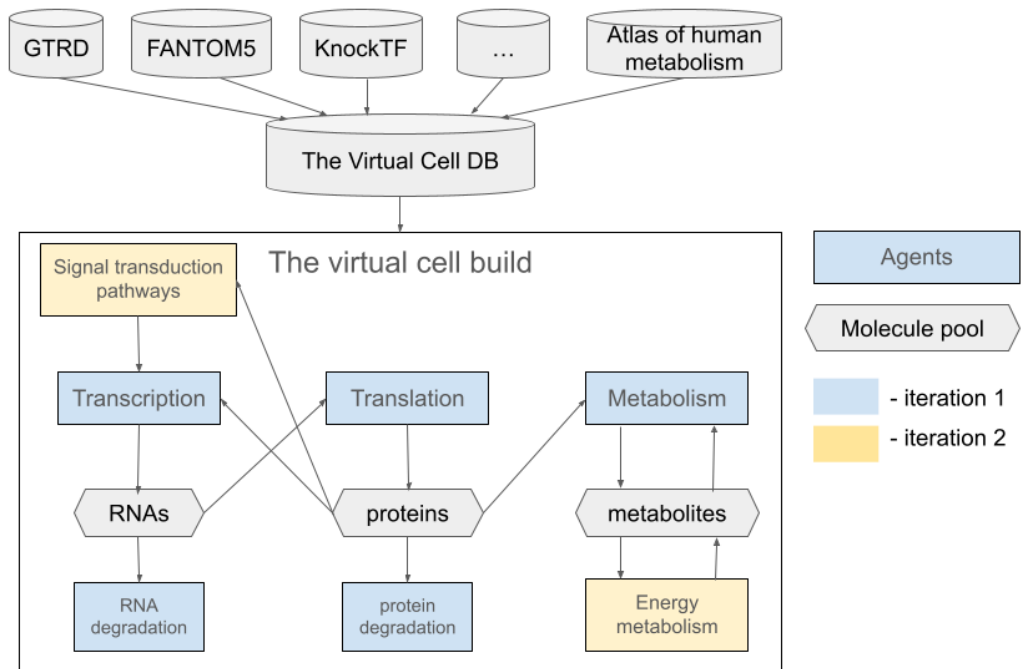 GTRD
FANTOM5
KnockTF
...
Atlas of human
metabolism
The Virtual Cell DB
The virtual cell build
Signal transduction
pathways
Agents
Molecule pool
Transcription
Translation
Metabolism
- iteration 1
- iteration 2
RNAs
proteins
metabolites
RNA
degradation
protein
degradation
Energy
metabolism